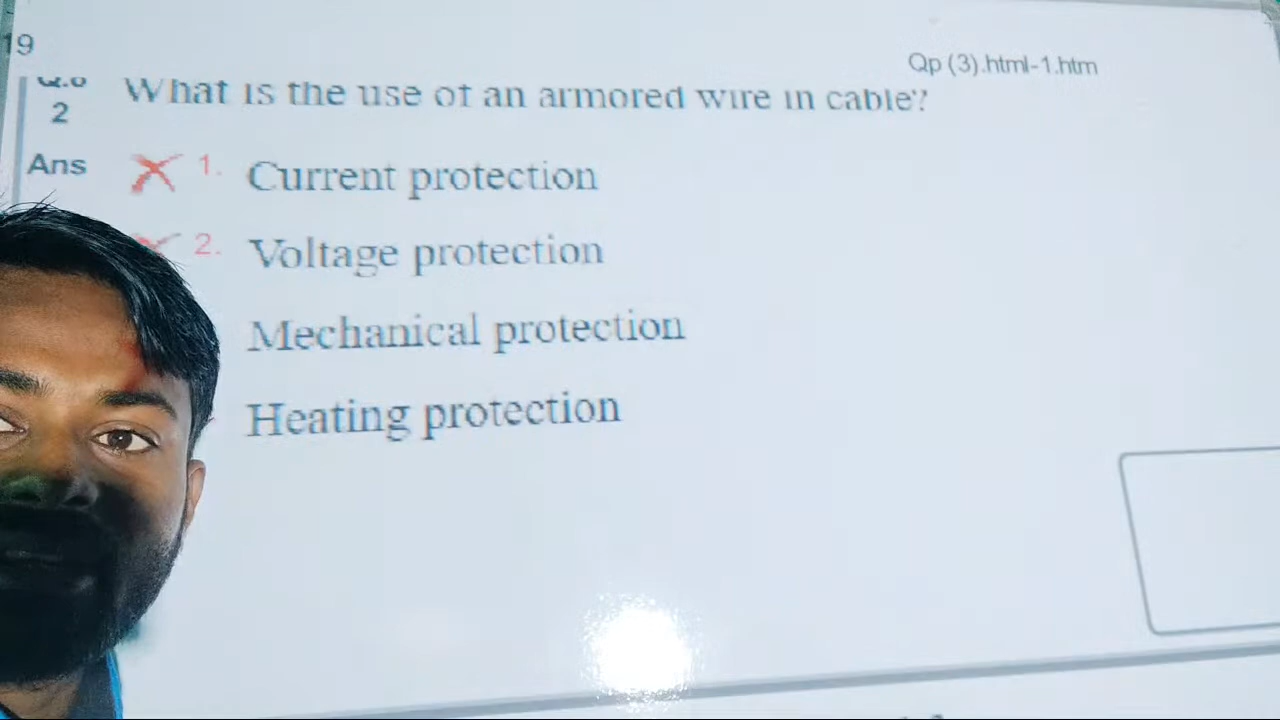 19
Qp (3).html-1.htm
Q.6 What is the use of an armored wire in cable?
2
Ans 1. Current protection
2. Voltage protection
Mechanical protection
Heating protection